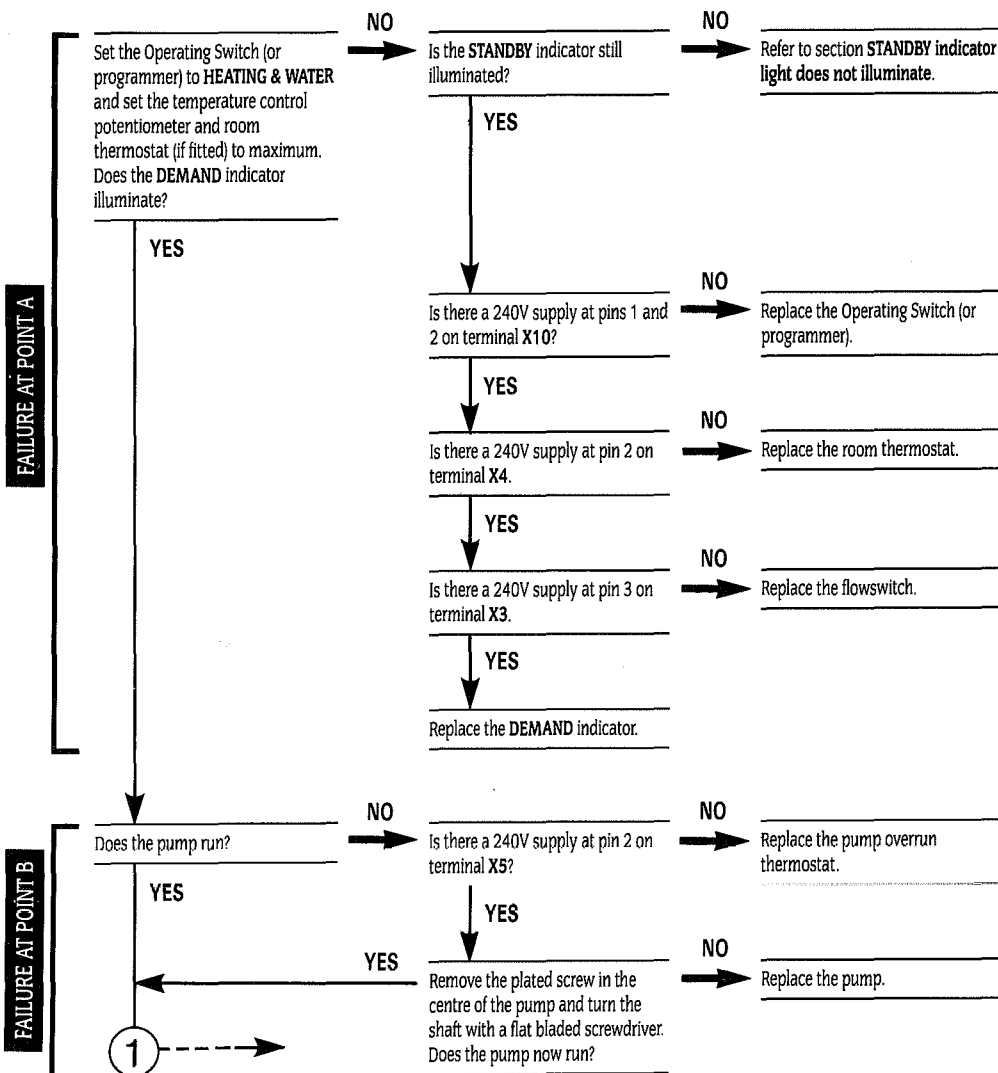 FAILURE AT POINT A
Set the Operating Switch (or
programmer) to HEATING & WATER
and set the temperature control
potentiometer and room
thermostat (if fitted) to maximum.
Does the DEMAND indicator
illuminate?
NO
Is the STANDBY indicator still
illuminated?
NO
Refer to section STANDBY indicator
light does not illuminate.
YES
YES
Is there a 240V supply at pins 1 and
2 on terminal X10?
NO
Replace the Operating Switch (or
programmer).
YES
Is there a 240V supply at pin 2 on
terminal X4.
NO
Replace the room thermostat.
YES
Is there a 240V supply at pin 3 on
terminal X3.
NO
Replace the flowswitch.
YES
Replace the DEMAND indicator.
FAILURE AT POINT B
Does the pump run?
NO
Is there a 240V supply at pin 2 on
terminal X5?
NO
Replace the pump overrun
thermostat.
YES
YES
YES
Remove the plated screw in the
centre of the pump and turn the
shaft with a flat bladed screwdriver.
Does the pump now run?
NO
Replace the pump.
1